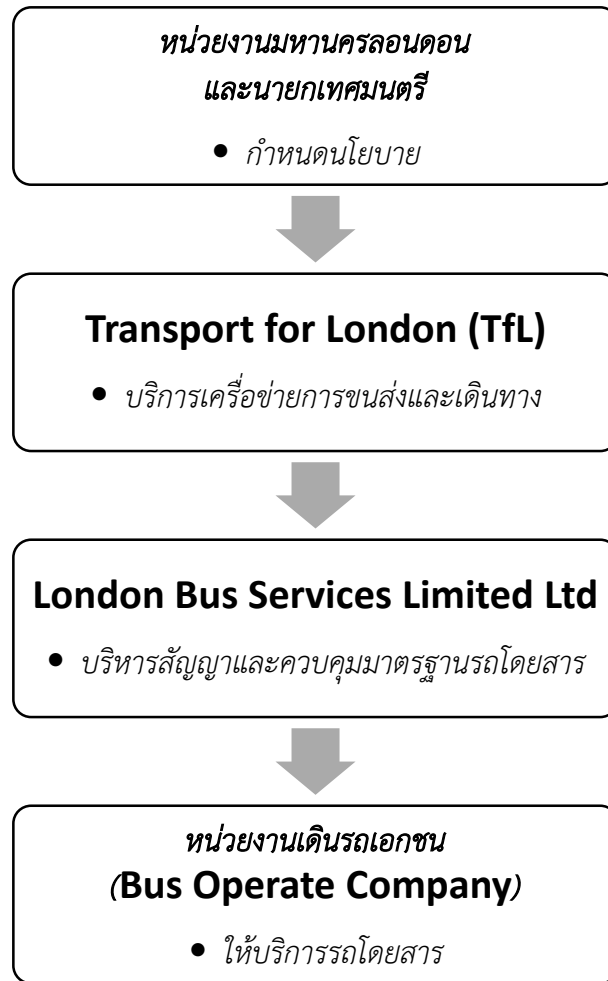 หน่วยงานมหานครลอนดอน
และนายกเทศมนตรี
• กำหนดนโยบาย
Transport for London (TfL)
• บริการเครื่อข่ายการขนส่งและเดินทาง
London Bus Services Limited Ltd
• บริหารสัญญาและควบคุมมาตรฐานรถโดยสาร
หน่วยงานเดินรถเอกชน
(Bus Operate Company)
• ให้บริการรถโดยสาร